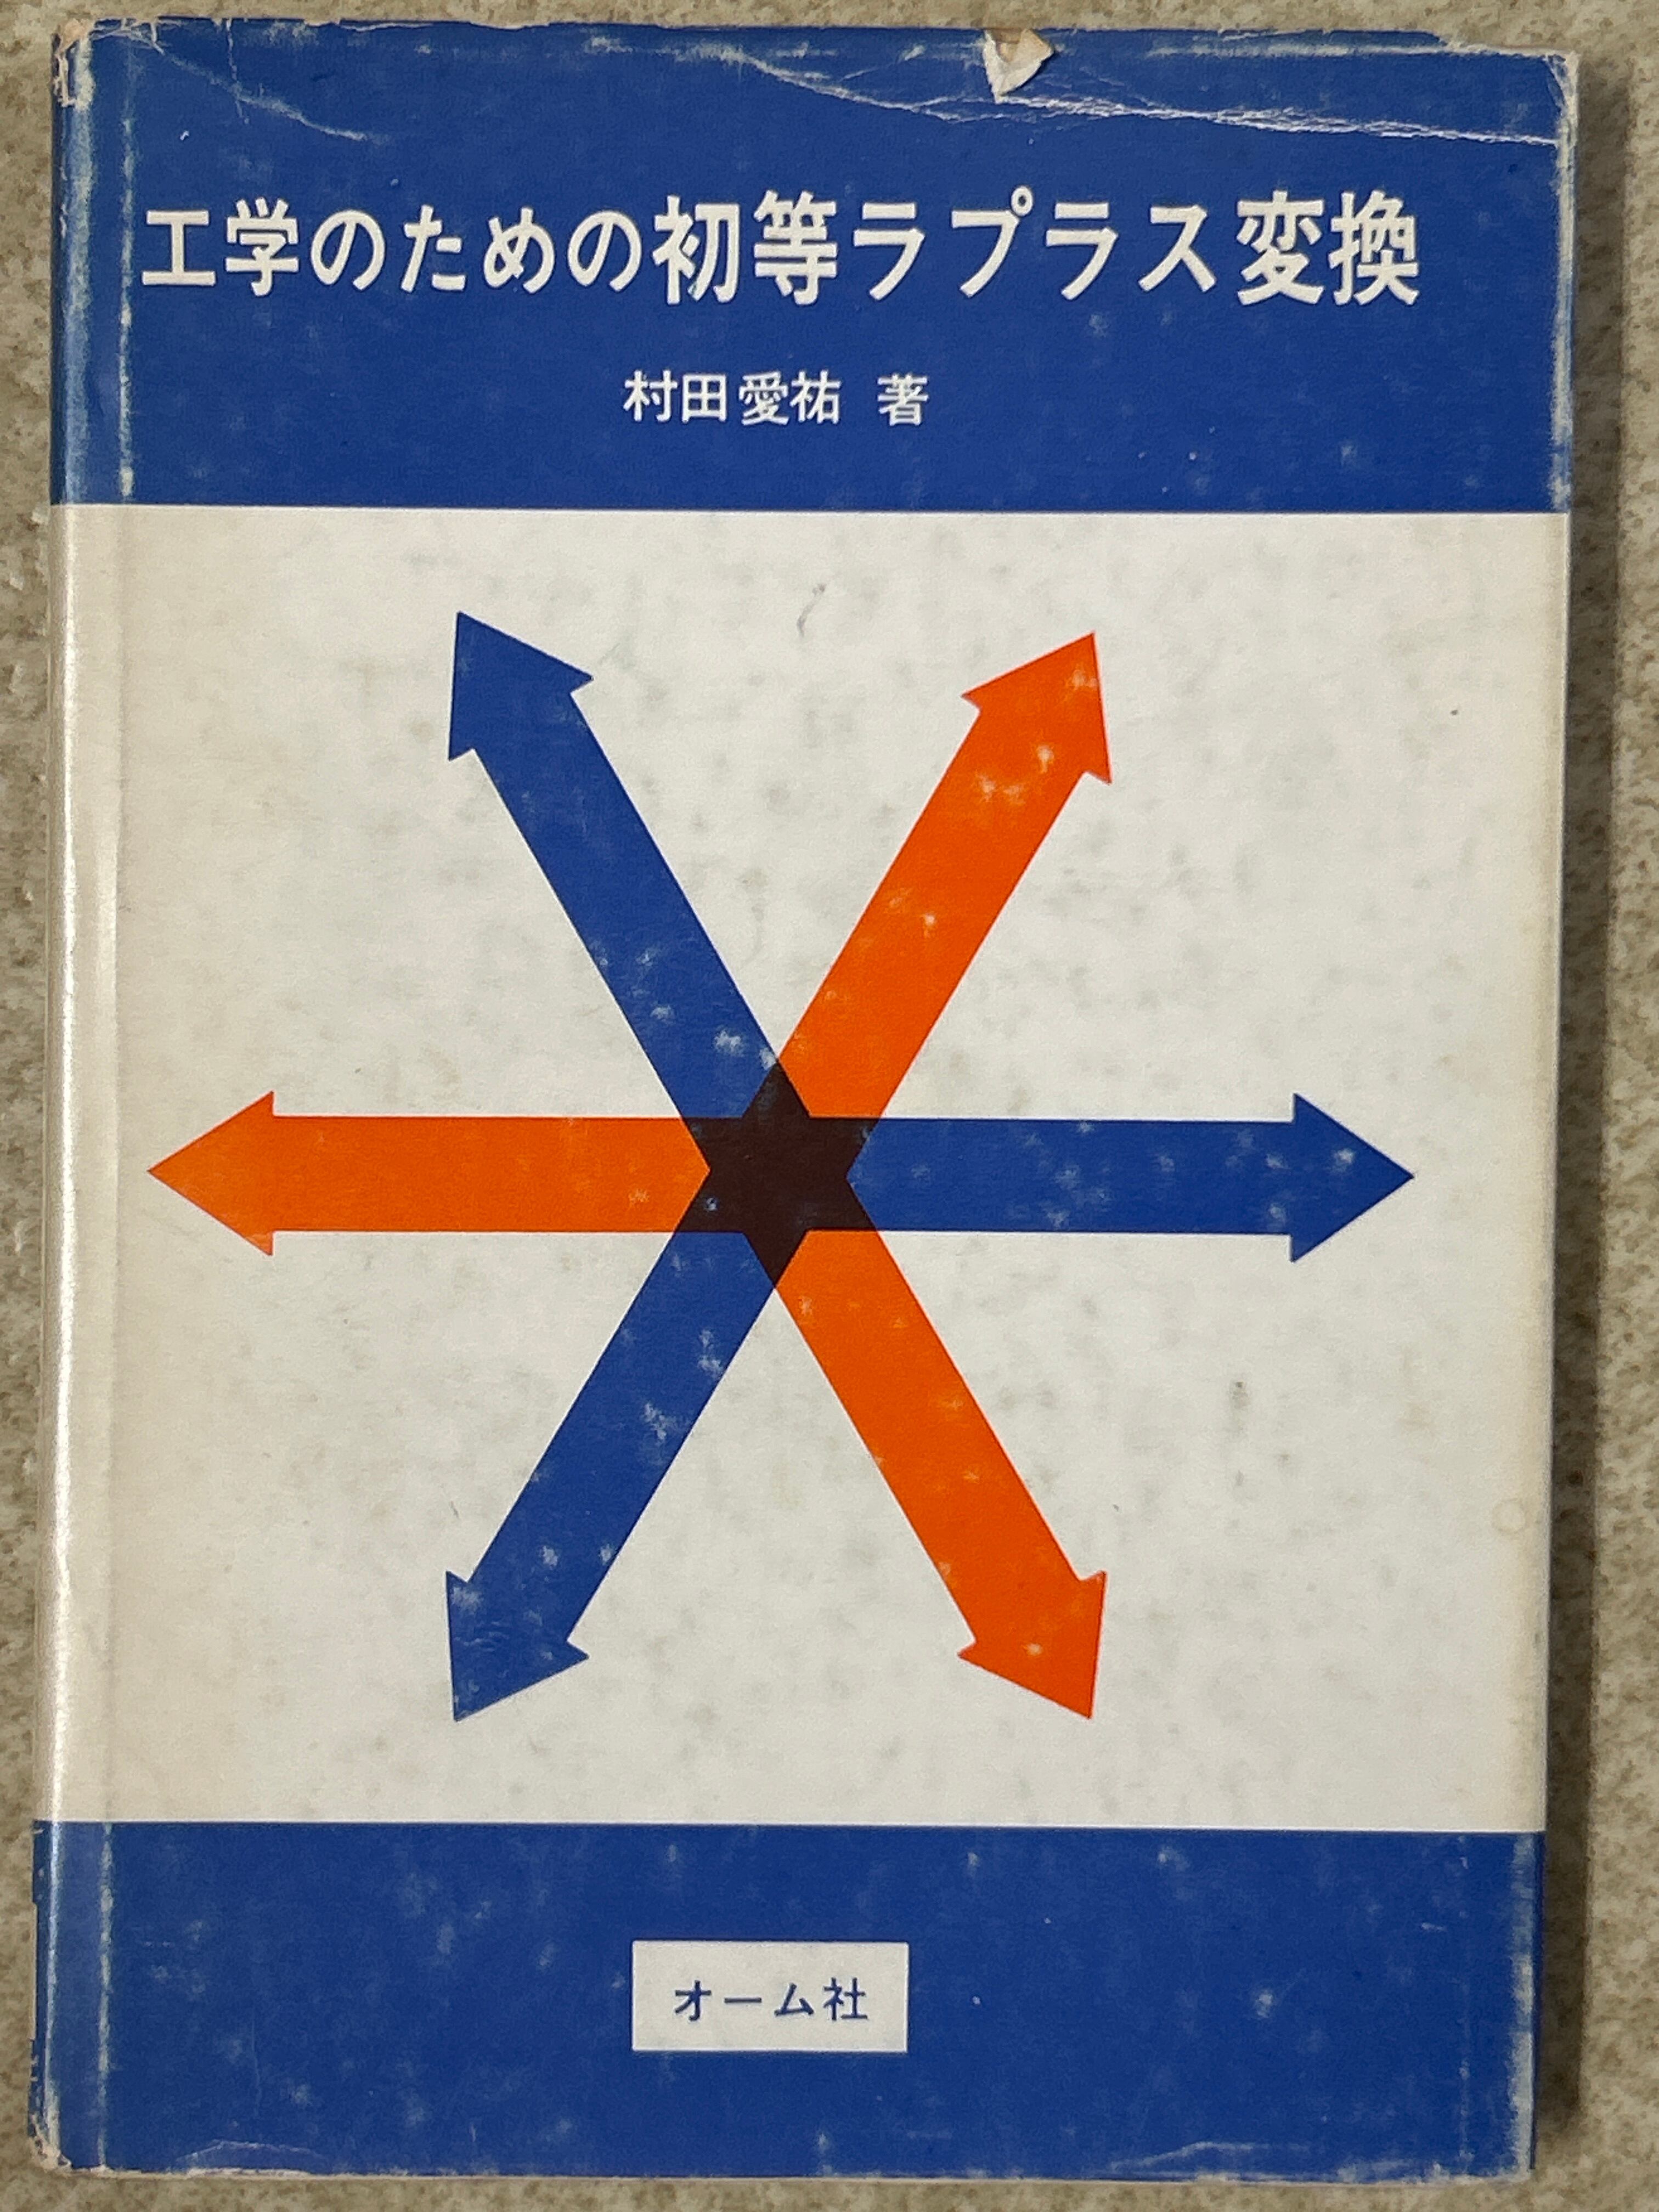 工学のための初等ラプラス変換
村田愛祐 著
オーム社